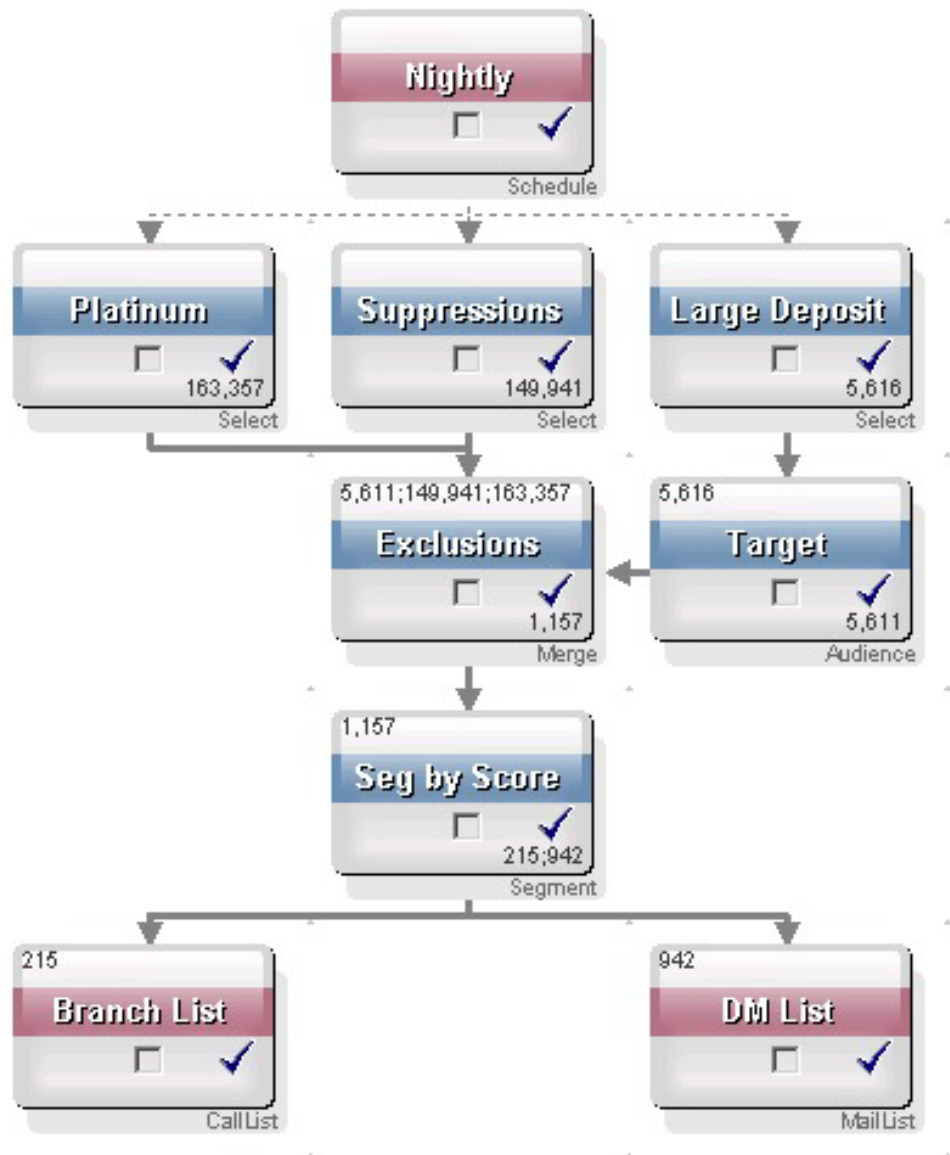 Nightly
Schedule
Platinum
163,357
Select
Suppressions
149,941
Select
Large Deposit
5,616
Select
5,611;149,941;163,357
Exclusions
1,157
Merge
5,616
Target
5,611
Audience
1,157
Seg by Score
215;942
Segment
215
Branch List
CallList
942
DM List
MailList